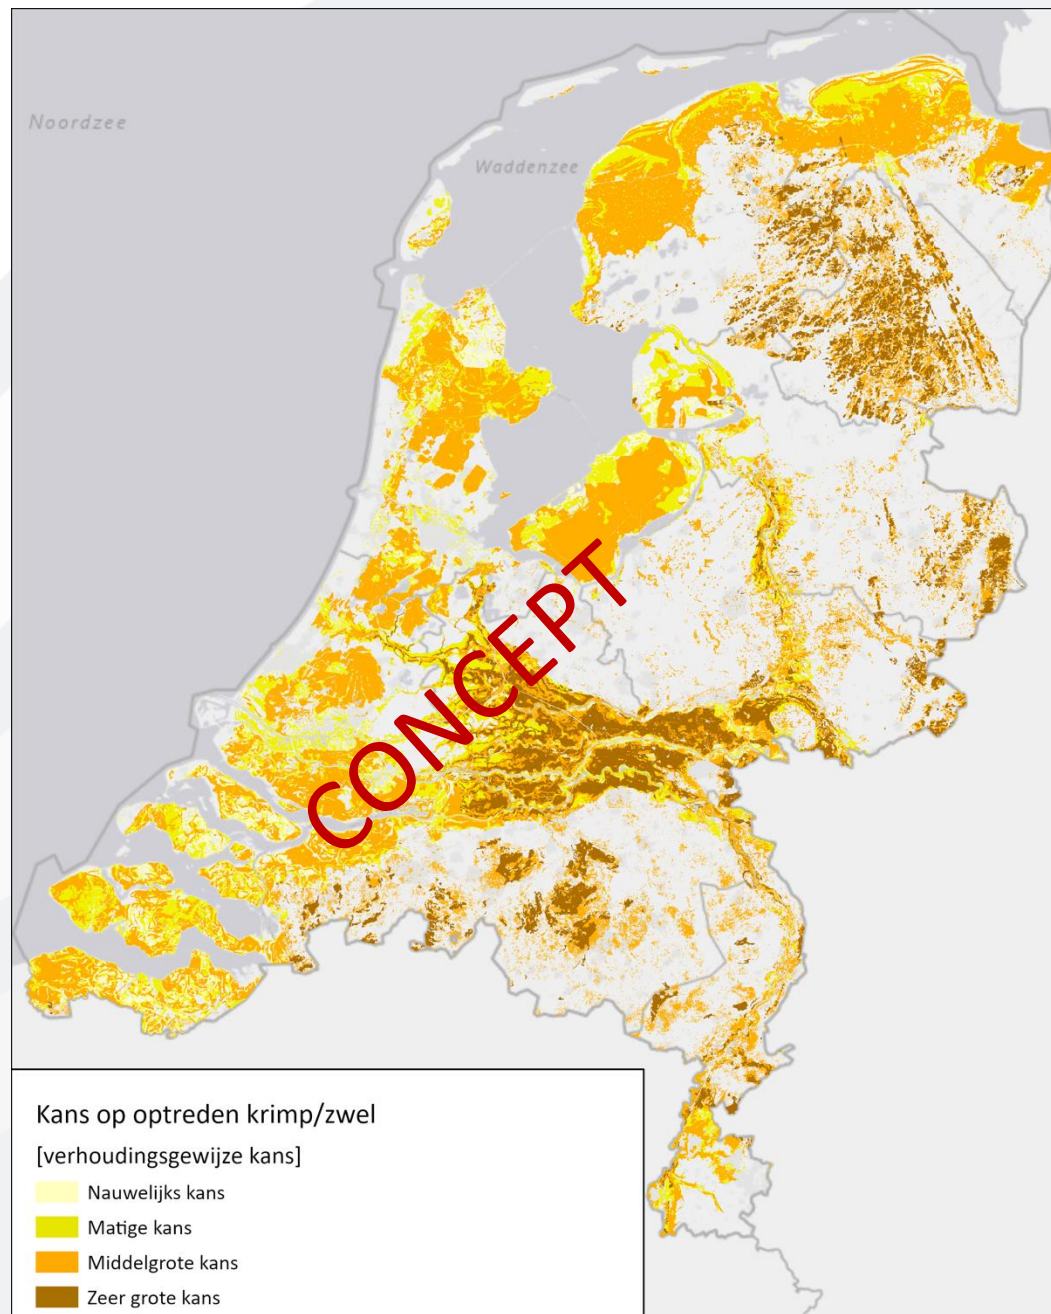 Noordzee
Waddenzee
CONCEPT
Kans op optreden krimp/zwel
[verhoudingsgewijze kans]
Nauwelijks kans
Matige kans
Middelgrote kans
Zeer grote kans